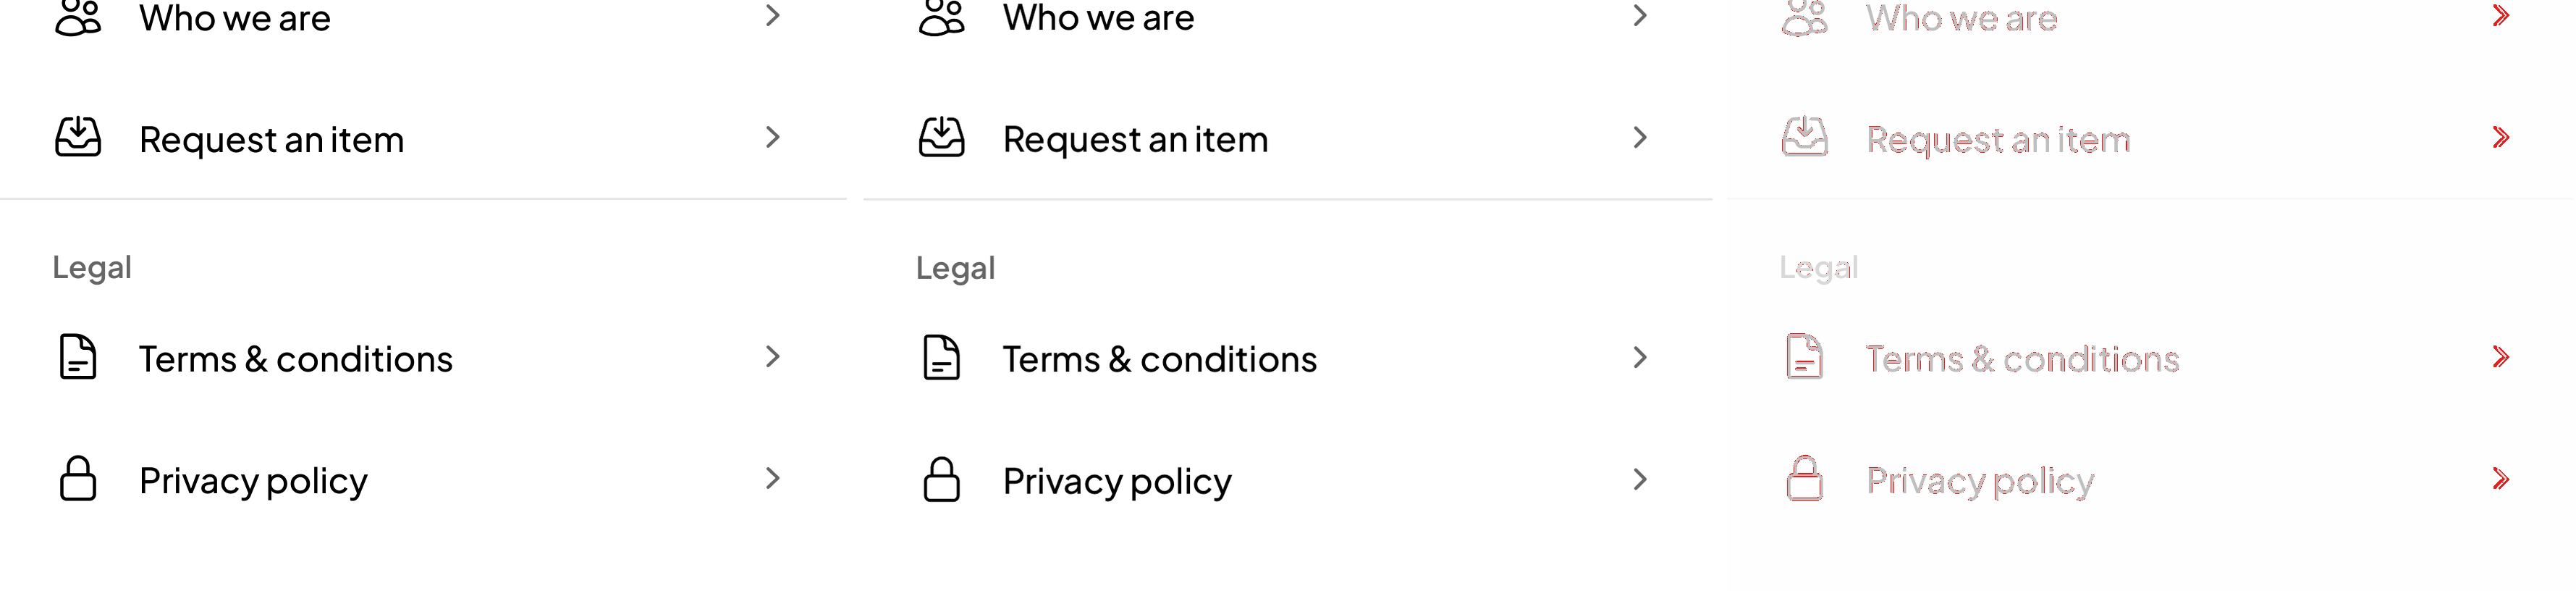 Who we are
Request an item
Legal
Terms & conditions
Privacy policy
Who we are
Request an item
Legal
Terms & conditions
Privacy policy
Who we are
Request an item
Legal
Terms & conditions
Privacy policy